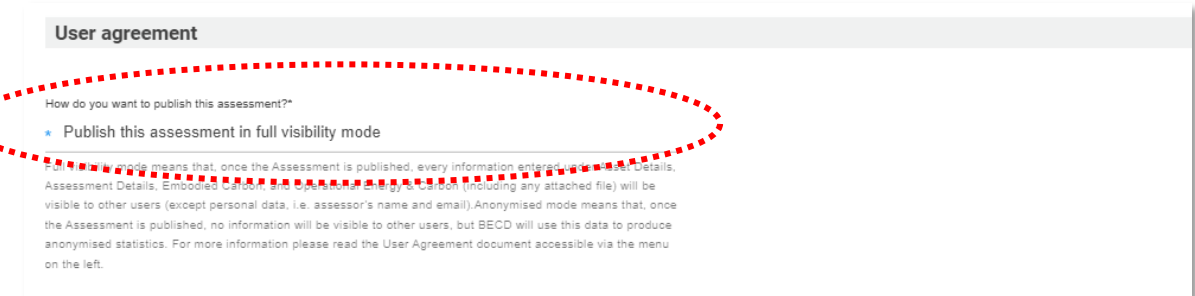 User agreement
How do you want to publish this assessment?*
* Publish this assessment in full visibility mode
Full visibility mode means that, once the Assessment is published, every information entered under Asset Details,
Assessment Details, Embodied Carbon, and Operational Energy & Carbon (including any attached file) will be
visible to other users (except personal data, i.e. assessor's name and email).Anonymised mode means that, once
the Assessment is published, no information will be visible to other users, but BECD will use this data to produce
anonymised statistics. For more information please read the User Agreement document accessible via the menu
on the left.